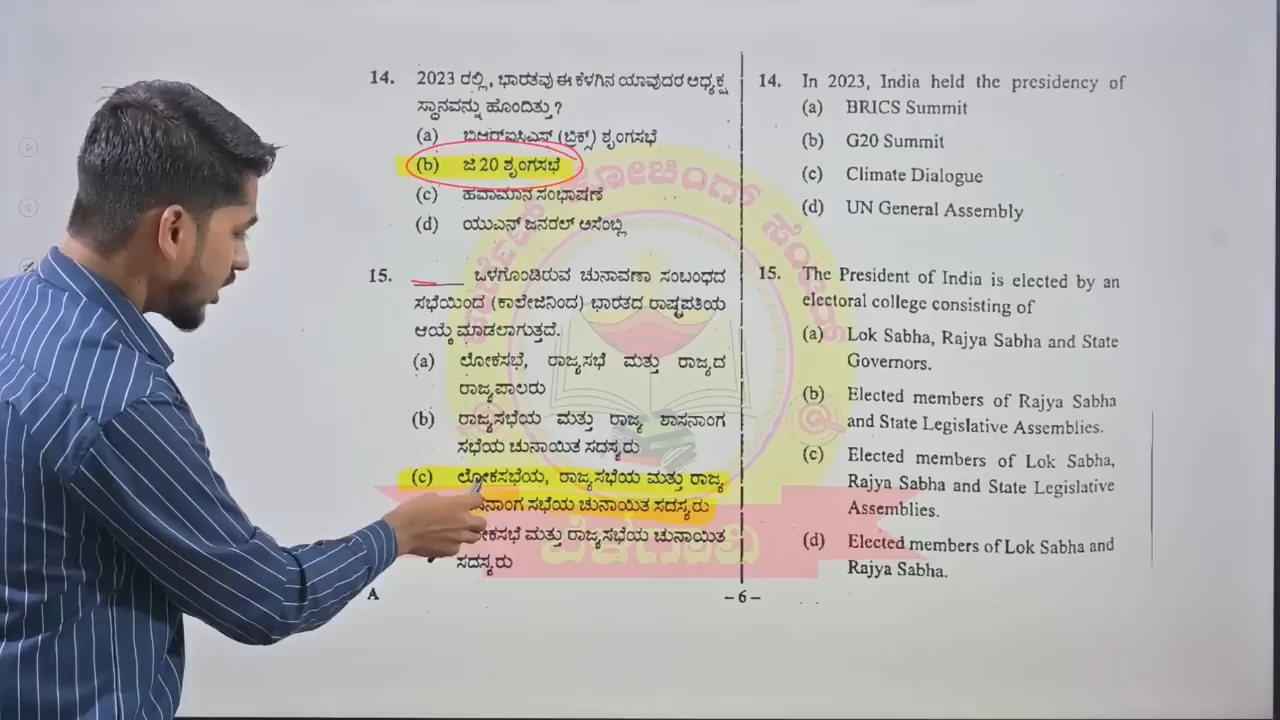 14. 2023 ರಲ್ಲಿ, ಭಾರತವು ಈ ಕೆಳಗಿನ ಯಾವುದರ ಅಧ್ಯಕ್ಷ
ಸ್ಥಾನವನ್ನು ಹೊಂದಿತ್ತು?
(a) ಬಿಆರ್‌ಐಸಿಎಸ್ (ಬ್ರಿಕ್ಸ್) ಶೃಂಗಸಭೆ
(b) ಜಿ 20 ಶೃಂಗಸಭೆ
(c) ಹವಾಮಾನ ಸಂಭಾಷಣೆ
(d) ಯುಎನ್ ಜನರಲ್ ಅಸೆಂಬ್ಲಿ
15. ____ ಒಳಗೊಂಡಿರುವ ಚುನಾವಣಾ ಸಂಬಂಧದ
ಸಭೆಯಿಂದ (ಕಾಲೇಜಿನಿಂದ) ಭಾರತದ ರಾಷ್ಟ್ರಪತಿಯ
ಆಯ್ಕೆ ಮಾಡಲಾಗುತ್ತದೆ.
(a) ಲೋಕಸಭೆ, ರಾಜ್ಯಸಭೆ ಮತ್ತು ರಾಜ್ಯದ
ರಾಜ್ಯಪಾಲರು
(b) ರಾಜ್ಯಸಭೆಯ ಮತ್ತು ರಾಜ್ಯ ಶಾಸನಾಂಗ
ಸಭೆಯ ಚುನಾಯಿತ ಸದಸ್ಯರು
(c) ಲೋಕಸಭೆಯ, ರಾಜ್ಯಸಭೆಯ ಮತ್ತು ರಾಜ್ಯ
ಸಭೆಯ ಚುನಾಯಿತ ಸದಸ್ಯರು
ಮತ್ತು ರಾಜ್ಯಸಭೆಯ ಚುನಾಯಿತ
ಸದಸ್ಯರು
A
14. In 2023, India held the presidency of
(a) BRICS Summit
(b) G20 Summit
(c) Climate Dialogue
(d) UN General Assembly
15. The President of India is elected by an
electoral college consisting of
(a) Lok Sabha, Rajya Sabha and State
Governors.
(b) Elected members of Rajya Sabha
and State Legislative Assemblies.
(c) Elected members of Lok Sabha,
Rajya Sabha and State Legislative
Assemblies.
(d) Elected members of Lok Sabha and
Rajya Sabha.
– 6 –
ಕೋಚಿಂಗ್
ಬೆಳಗಾವಿ